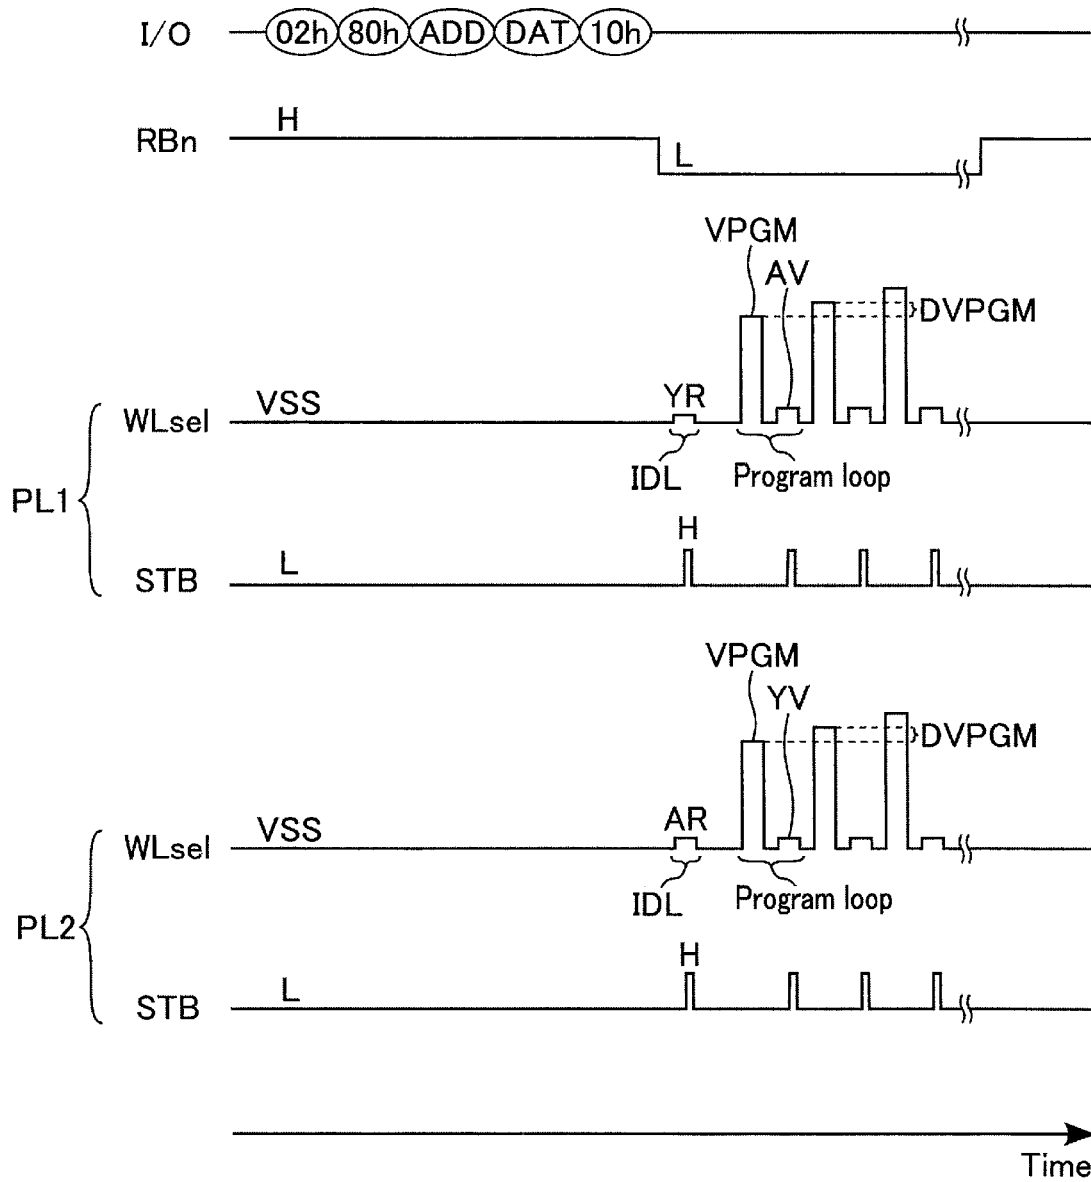 I/O 02h 80h ADD DAT 10h
RBn H L
VPGM
AV
DVPGM
YR
VSS
WLsel
IDL Program loop
PL1
H
L
STB
VPGM
YV
DVPGM
AR
VSS
WLsel
IDL Program loop
PL2
H
L
STB
Time